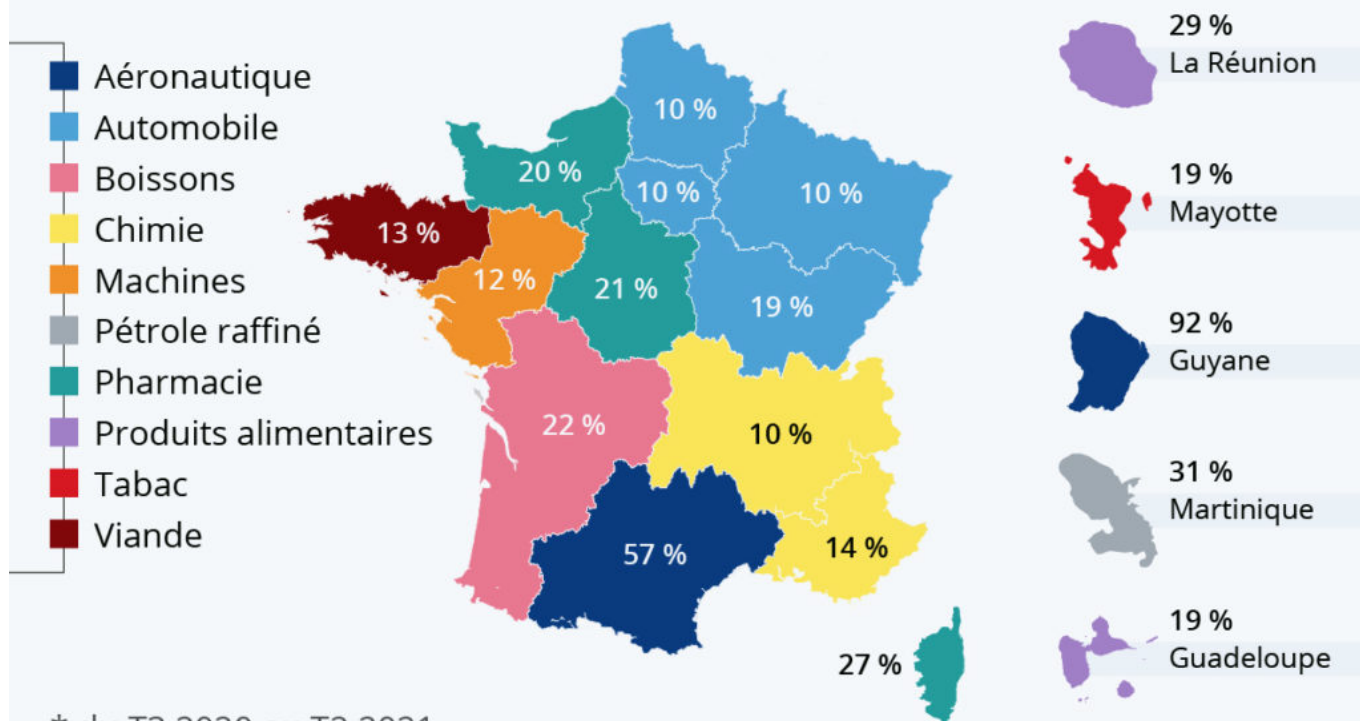 Aéronautique
Automobile
Boissons
Chimie
Machines
Pétrole raffiné
Pharmacie
Produits alimentaires
Tabac
Viande
10 %
20 %
10 %
10 %
13 %
12 %
21 %
19 %
22 %
10 %
57 %
14 %
27 %
29 %
La Réunion
19 %
Mayotte
92 %
Guyane
31 %
Martinique
19 %
Guadeloupe